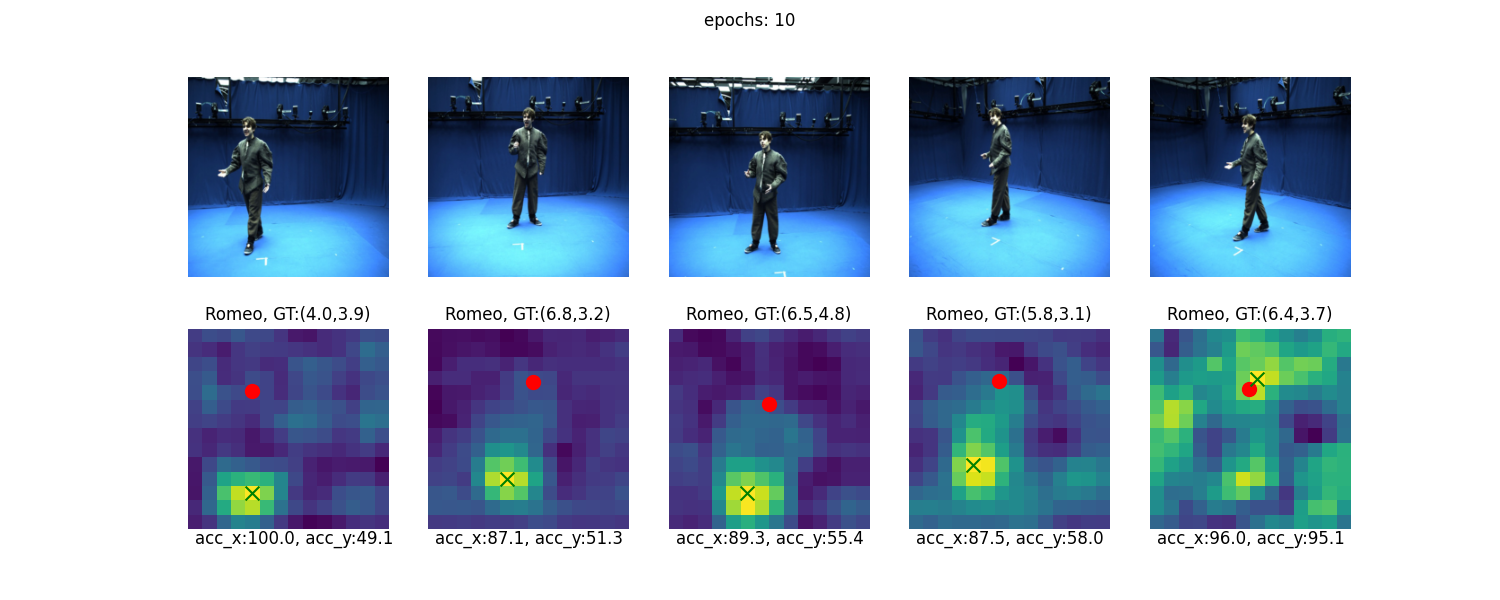 epochs: 10
Romeo, GT:(4.0,3.9)
Romeo, GT:(6.8,3.2)
Romeo, GT:(6.5,4.8)
Romeo, GT:(5.8,3.1)
Romeo, GT:(6.4,3.7)
acc_x:100.0, acc_y:49.1
acc_x:87.1, acc_y:51.3
acc_x:89.3, acc_y:55.4
acc_x:87.5, acc_y:58.0
acc_x:96.0, acc_y:95.1